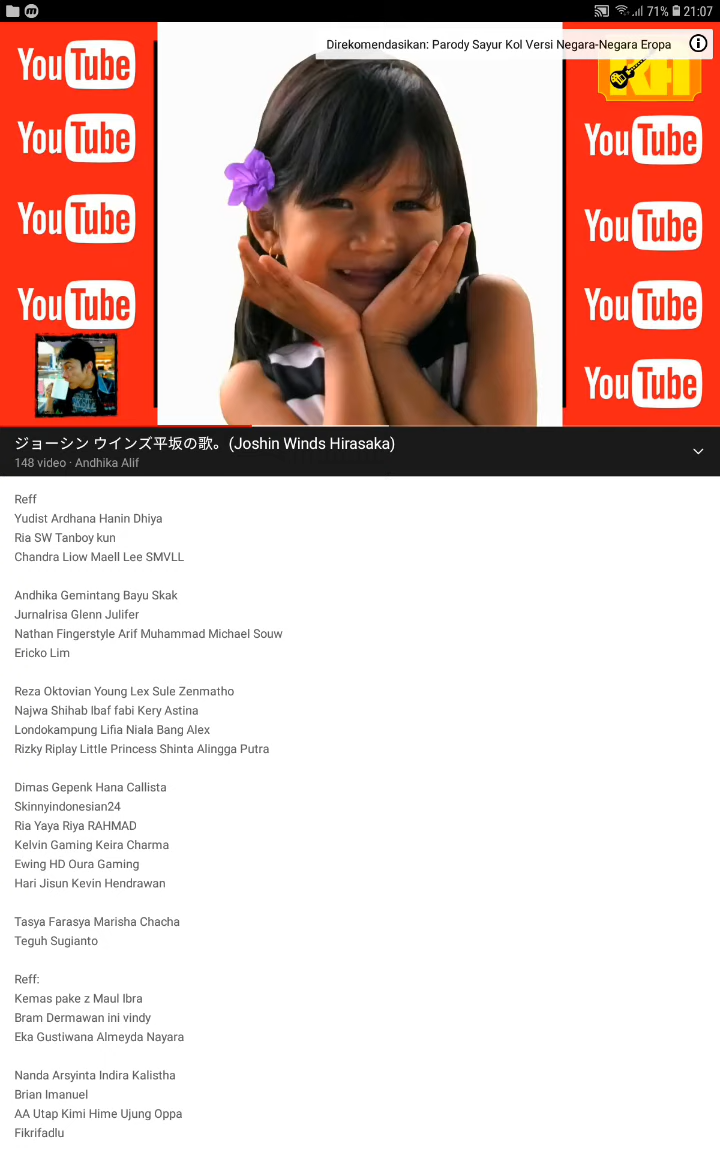 71% 21:07
Direkomendasikan: Parody Sayur Kol Versi Negara-Negara Eropa
YouTube
YouTube
YouTube
YouTube
YouTube
YouTube
YouTube
YouTube
ジョーシン ウインズ平坂の歌。(Joshin Winds Hirasaka)
148 video · Andhika Alif
Reff
Yudist Ardhana Hanin Dhiya
Ria SW Tanboy kun
Chandra Liow Maell Lee SMVLL
Andhika Gemintang Bayu Skak
Jurnalrisa Glenn Julifer
Nathan Fingerstyle Arif Muhammad Michael Souw
Ericko Lim
Reza Oktovian Young Lex Sule Zenmatho
Najwa Shihab Ibaf fabi Kery Astina
Londokampung Lifia Niala Bang Alex
Rizky Riplay Little Princess Shinta Alingga Putra
Dimas Gepenk Hana Callista
Skinnyindonesian24
Ria Yaya Riya RAHMAD
Kelvin Gaming Keira Charma
Ewing HD Oura Gaming
Hari Jisun Kevin Hendrawan
Tasya Farasya Marisha Chacha
Teguh Sugianto
Reff:
Kemas pake z Maul Ibra
Bram Dermawan ini vindy
Eka Gustiwana Almeyda Nayara
Nanda Arsyinta Indira Kalistha
Brian Imanuel
AA Utap Kimi Hime Ujung Oppa
Fikrifadlu